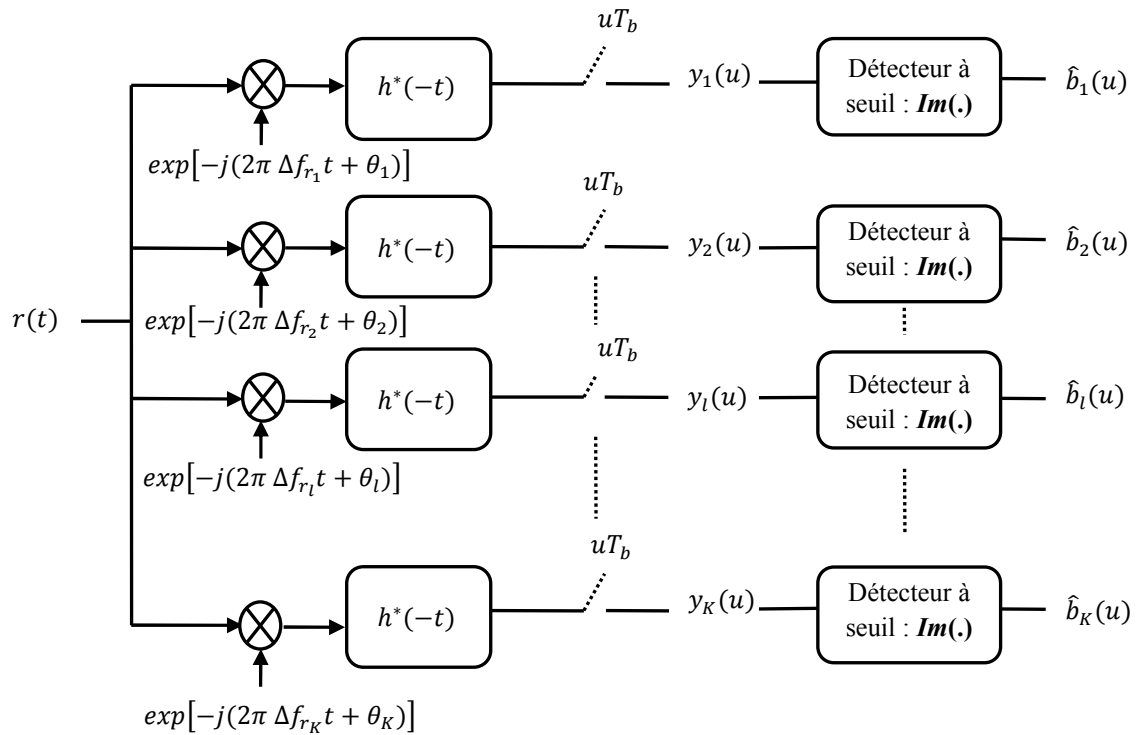 uT_b
h*(−t)
y_1(u)
Détecteur à
seuil : Im(.)
b̂_1(u)
exp[−j(2π Δf_{r_1}t + θ_1)]
uT_b
h*(−t)
y_2(u)
Détecteur à
seuil : Im(.)
b̂_2(u)
r(t)
exp[−j(2π Δf_{r_2}t + θ_2)]
uT_b
h*(−t)
y_l(u)
Détecteur à
seuil : Im(.)
b̂_l(u)
exp[−j(2π Δf_{r_l}t + θ_l)]
uT_b
h*(−t)
y_K(u)
Détecteur à
seuil : Im(.)
b̂_K(u)
exp[−j(2π Δf_{r_K}t + θ_K)]